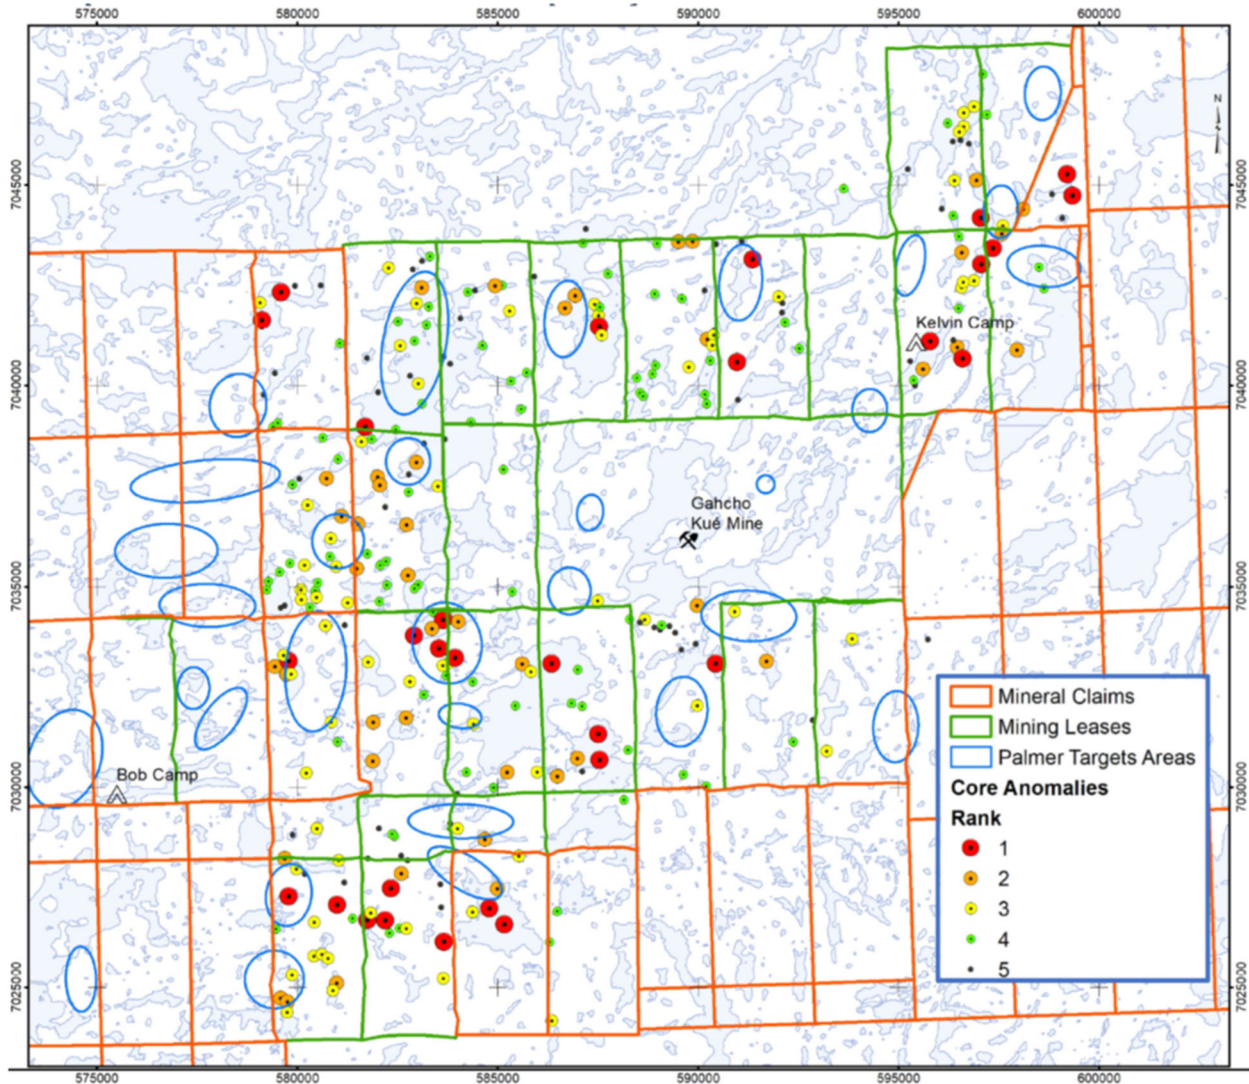 575000 580000 585000 590000 595000 600000
N
7045000 7045000
Kelvin Camp
7040000 7040000
Gahcho
Kué Mine
7035000 7035000
Mineral Claims
Mining Leases
Palmer Targets Areas
Bob Camp
Core Anomalies
7030000 7030000
Rank
1
2
3
4
5
7025000 7025000
575000 580000 585000 590000 595000 600000